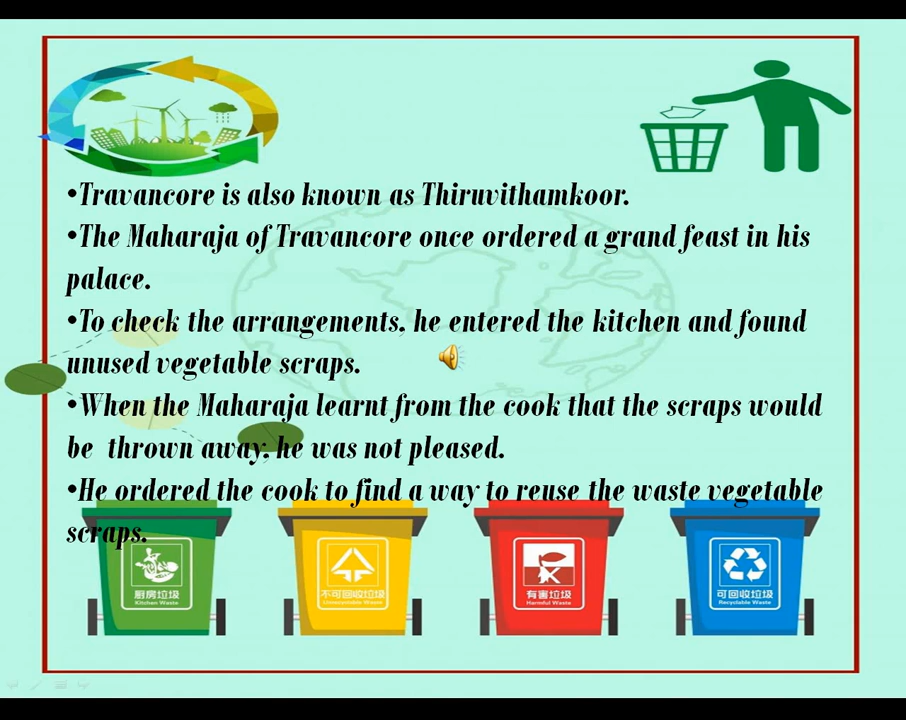 •Travancore is also known as Thiruvithamkoor.
•The Maharaja of Travancore once ordered a grand feast in his
palace.
•To check the arrangements, he entered the kitchen and found
unused vegetable scraps.
•When the Maharaja learnt from the cook that the scraps would
be thrown away, he was not pleased.
•He ordered the cook to find a way to reuse the waste vegetable
scraps.
厨房垃圾
Kitchen Waste
不可回收垃圾
Unrecyclable Waste
有害垃圾
Harmful Waste
可回收垃圾
Recyclable Waste